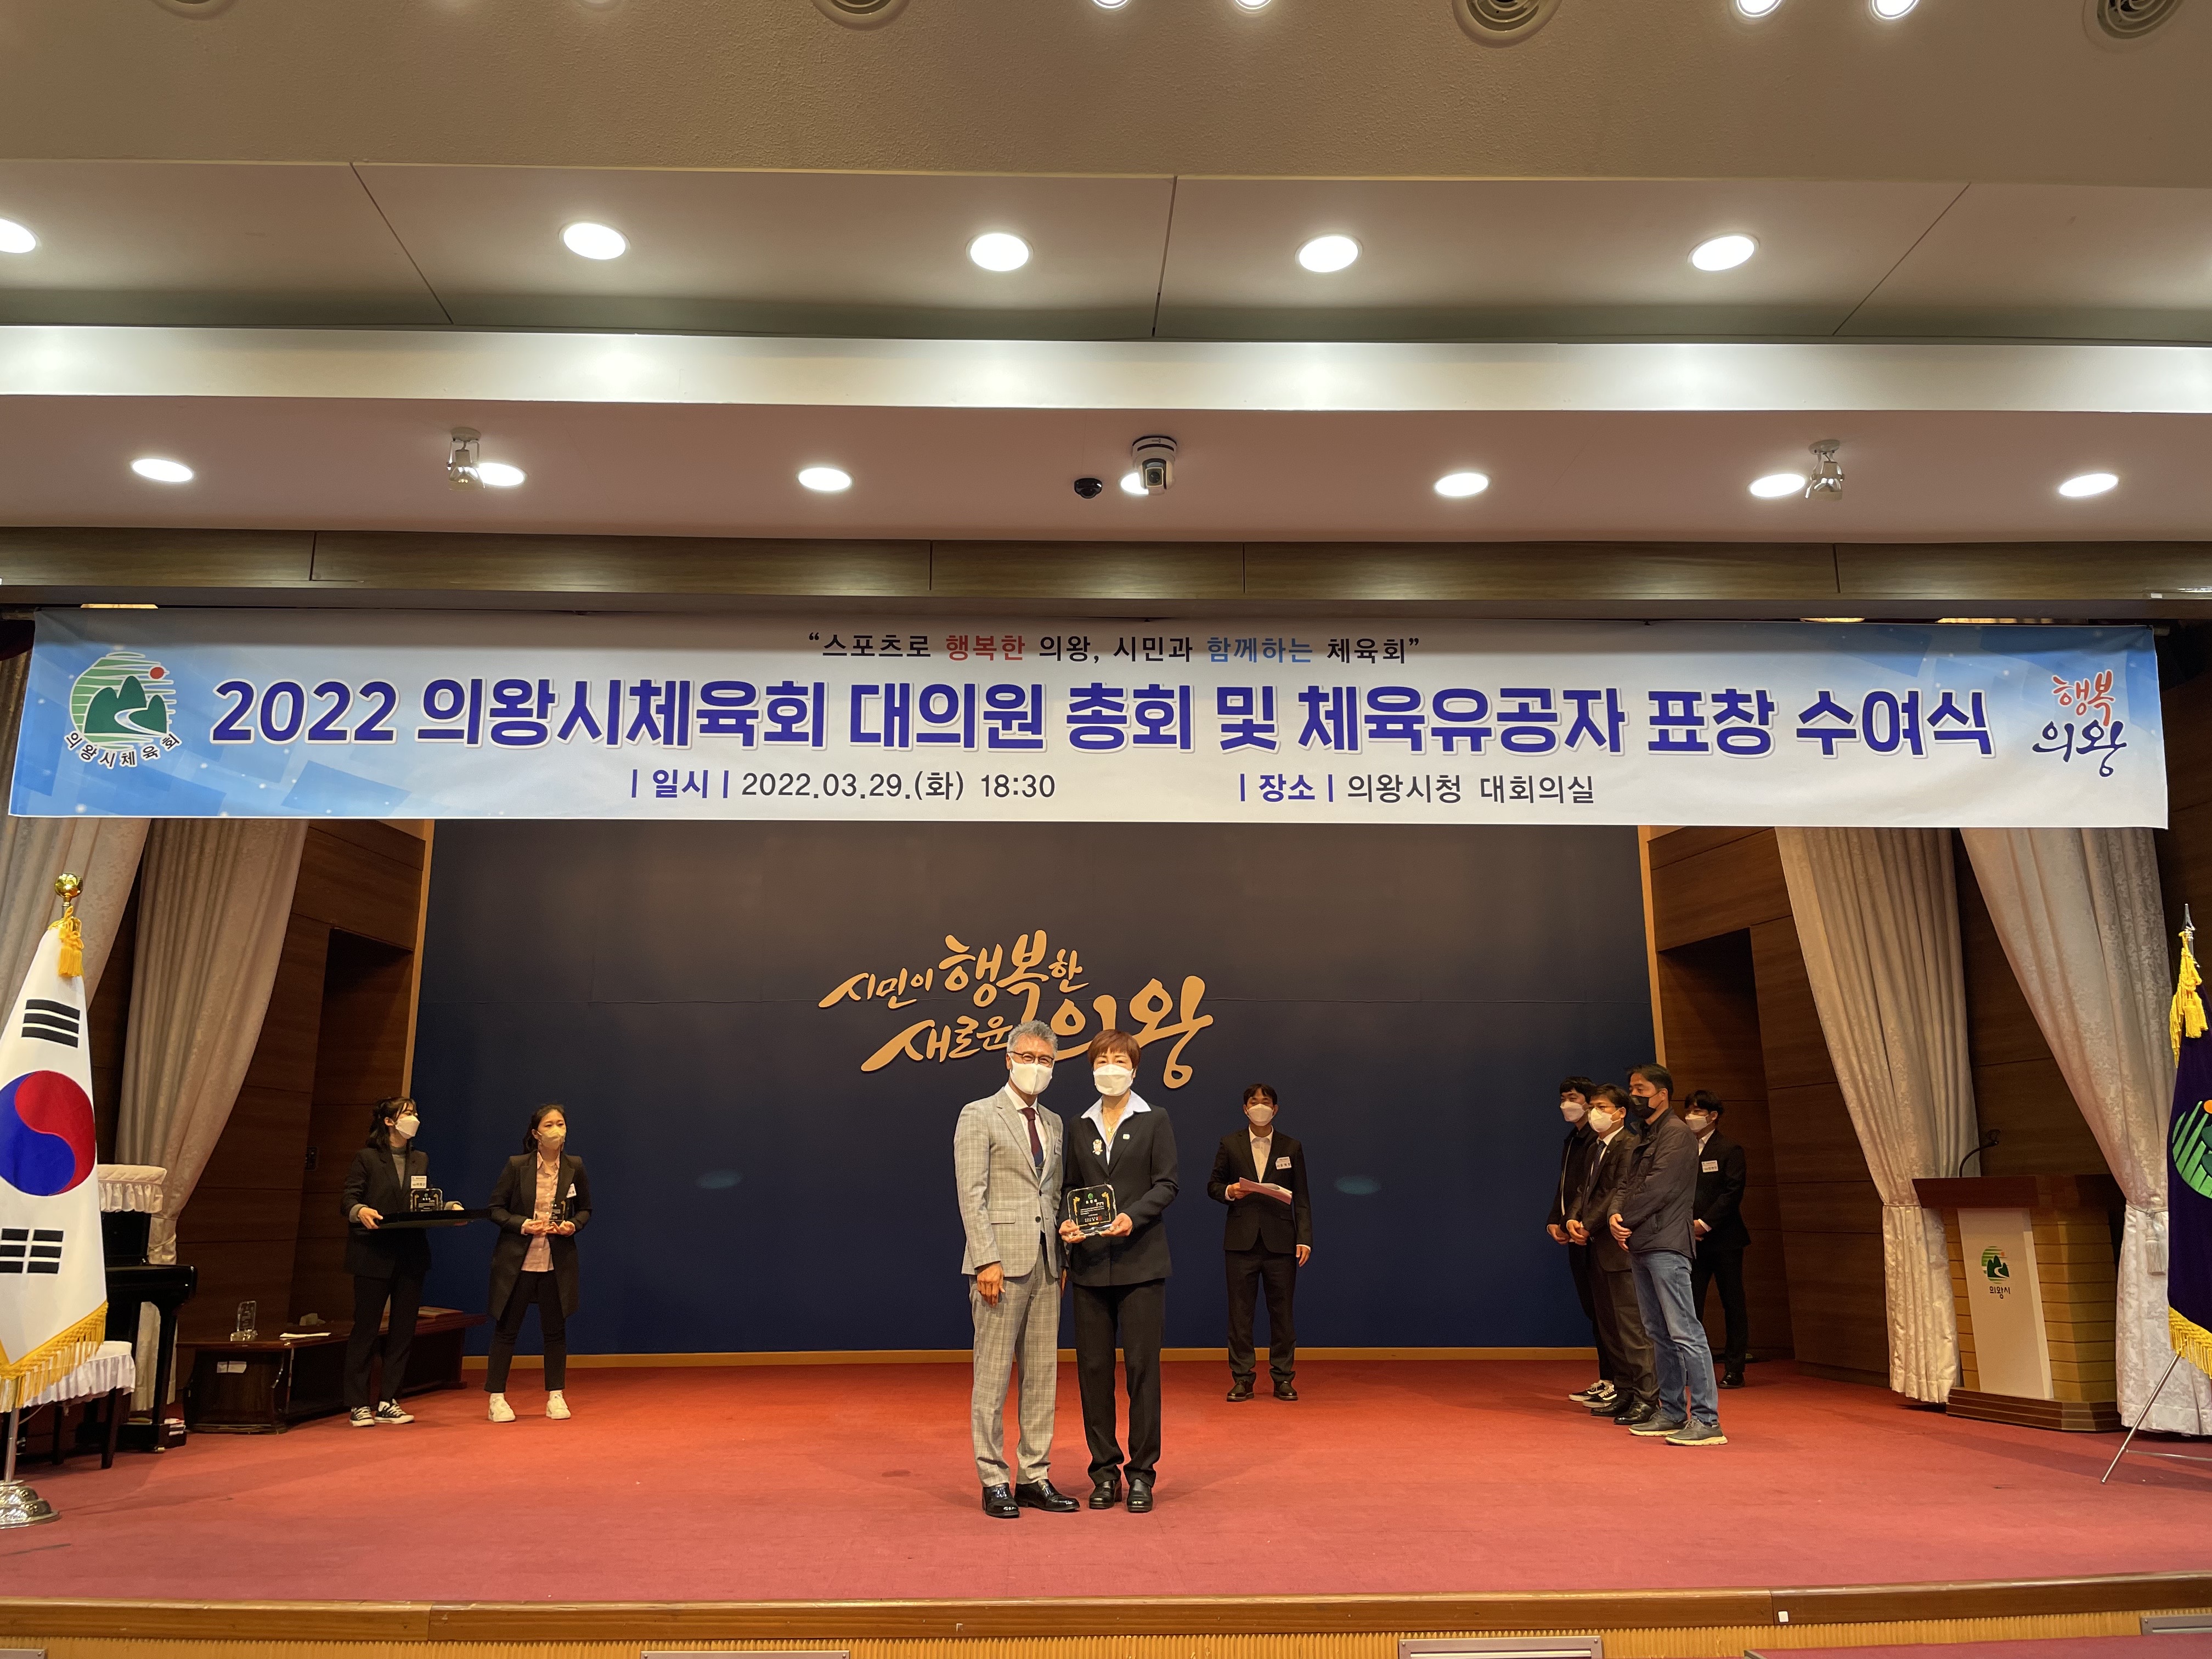 “스포츠로 행복한 의왕, 시민과 함께하는 체육회”
2022 의왕시체육회 대의원 총회 및 체육유공자 표창 수여식
의왕시체육회
행복
의왕
| 일시 | 2022.03.29.(화) 18:30
| 장소 | 의왕시청 대회의실
시민이 행복한
새로운 의왕
의왕시